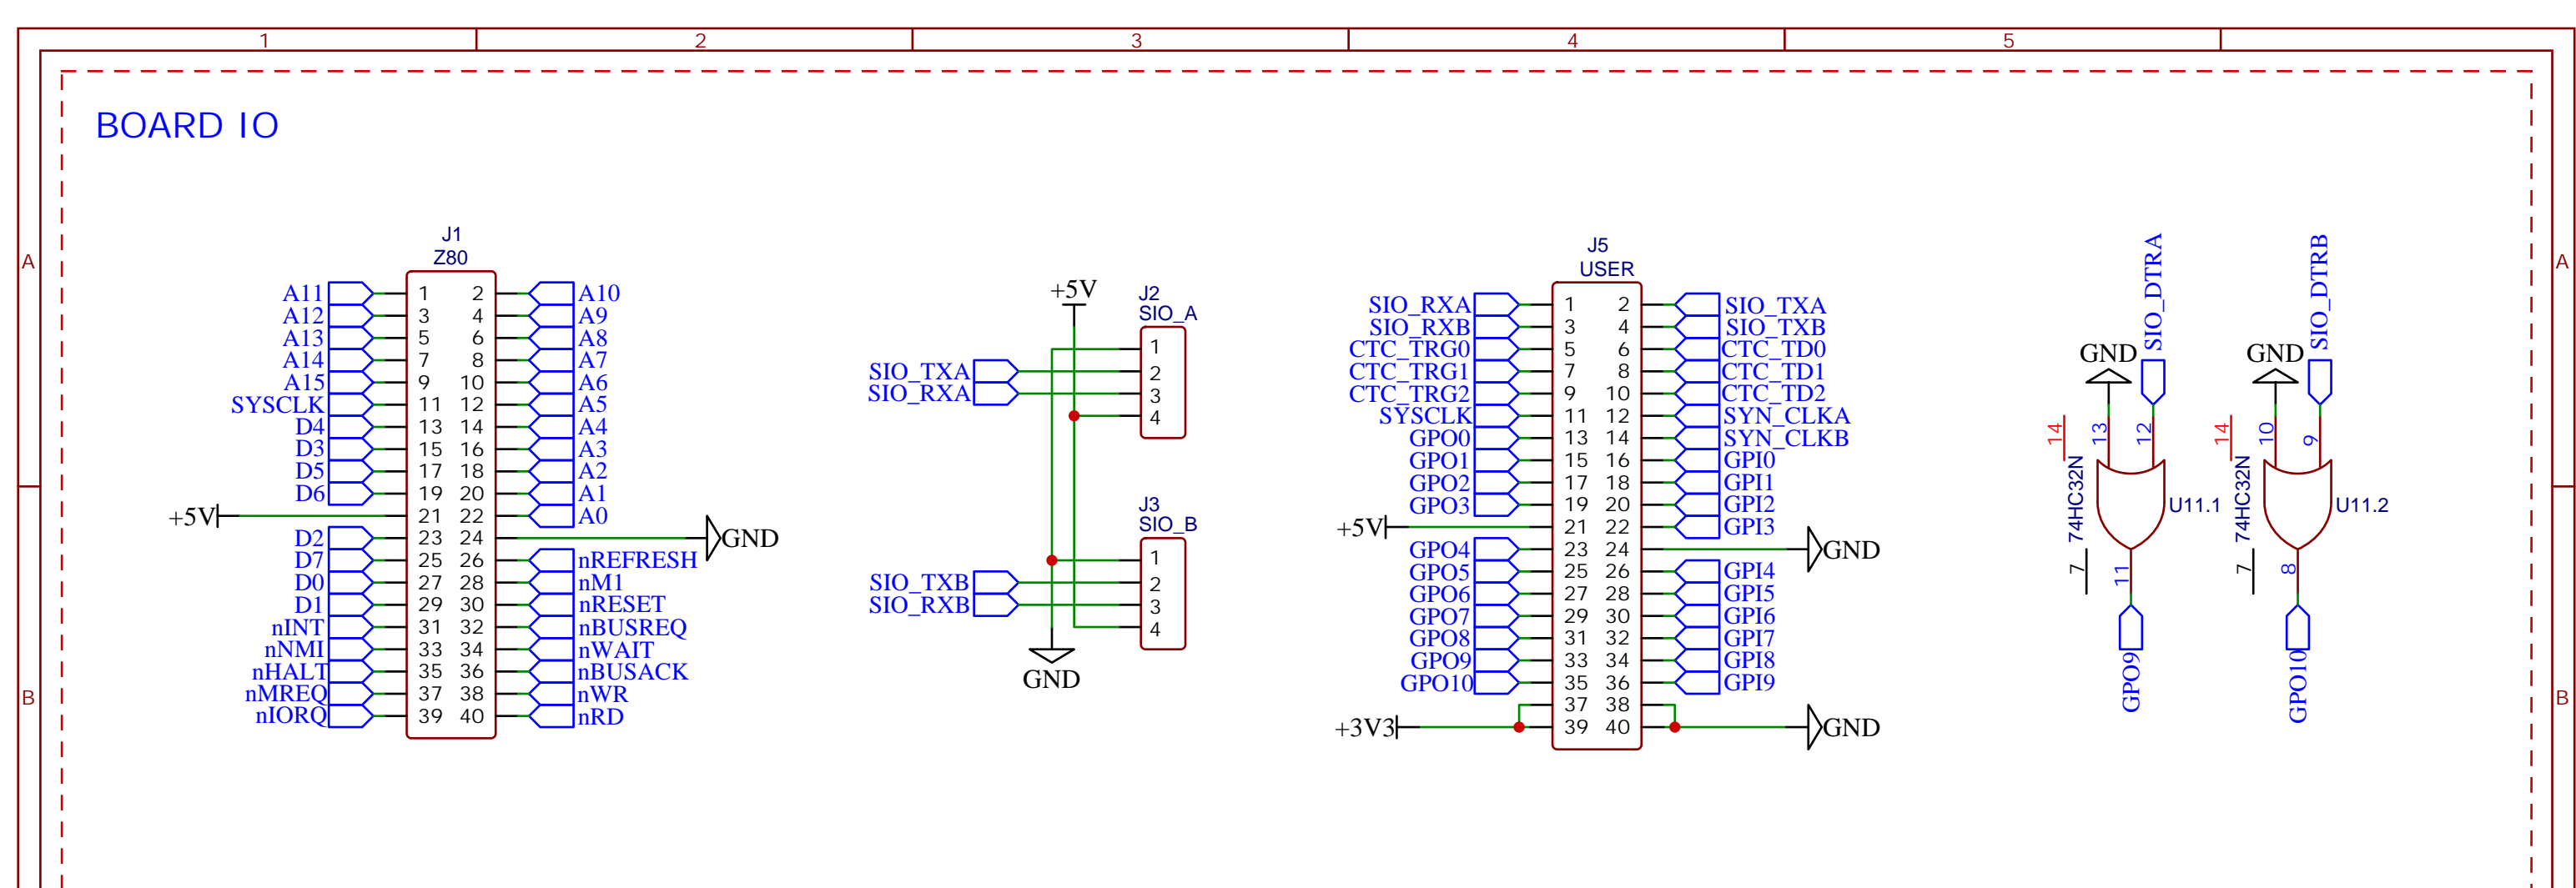 1 2 3 4 5
BOARD IO
A
A
B
B
J1
Z80
A11 1 2 A10
A12 3 4 A9
A13 5 6 A8
A14 7 8 A7
A15 9 10 A6
SYSCLK 11 12 A5
D4 13 14 A4
D3 15 16 A3
D5 17 18 A2
D6 19 20 A1
+5V 21 22 A0
D2 23 24 GND
D7 25 26 nREFRESH
D0 27 28 nM1
D1 29 30 nRESET
nINT 31 32 nBUSREQ
nNMI 33 34 nWAIT
nHALT 35 36 nBUSACK
nMREQ 37 38 nWR
nIORQ 39 40 nRD
+5V
J2
SIO_A
1
SIO_TXA 2
SIO_RXA 3
4
J3
SIO_B
1
SIO_TXB 2
SIO_RXB 3
4
GND
J5
USER
SIO_RXA 1 2 SIO_TXA
SIO_RXB 3 4 SIO_TXB
CTC_TRG0 5 6 CTC_TD0
CTC_TRG1 7 8 CTC_TD1
CTC_TRG2 9 10 CTC_TD2
SYSCLK 11 12 SYN_CLKA
GPO0 13 14 SYN_CLKB
GPO1 15 16 GPI0
GPO2 17 18 GPI1
GPO3 19 20 GPI2
+5V 21 22 GPI3
GPO4 23 24 GND
GPO5 25 26 GPI4
GPO6 27 28 GPI5
GPO7 29 30 GPI6
GPO8 31 32 GPI7
GPO9 33 34 GPI8
GPO10 35 36 GPI9
37 38
+3V3 39 40 GND
SIO_DTRA
GND
14 13 12
74HC32N
U11.1
7 11
GPO9
SIO_DTRB
GND
14 10 9
74HC32N
U11.2
7 8
GPO10